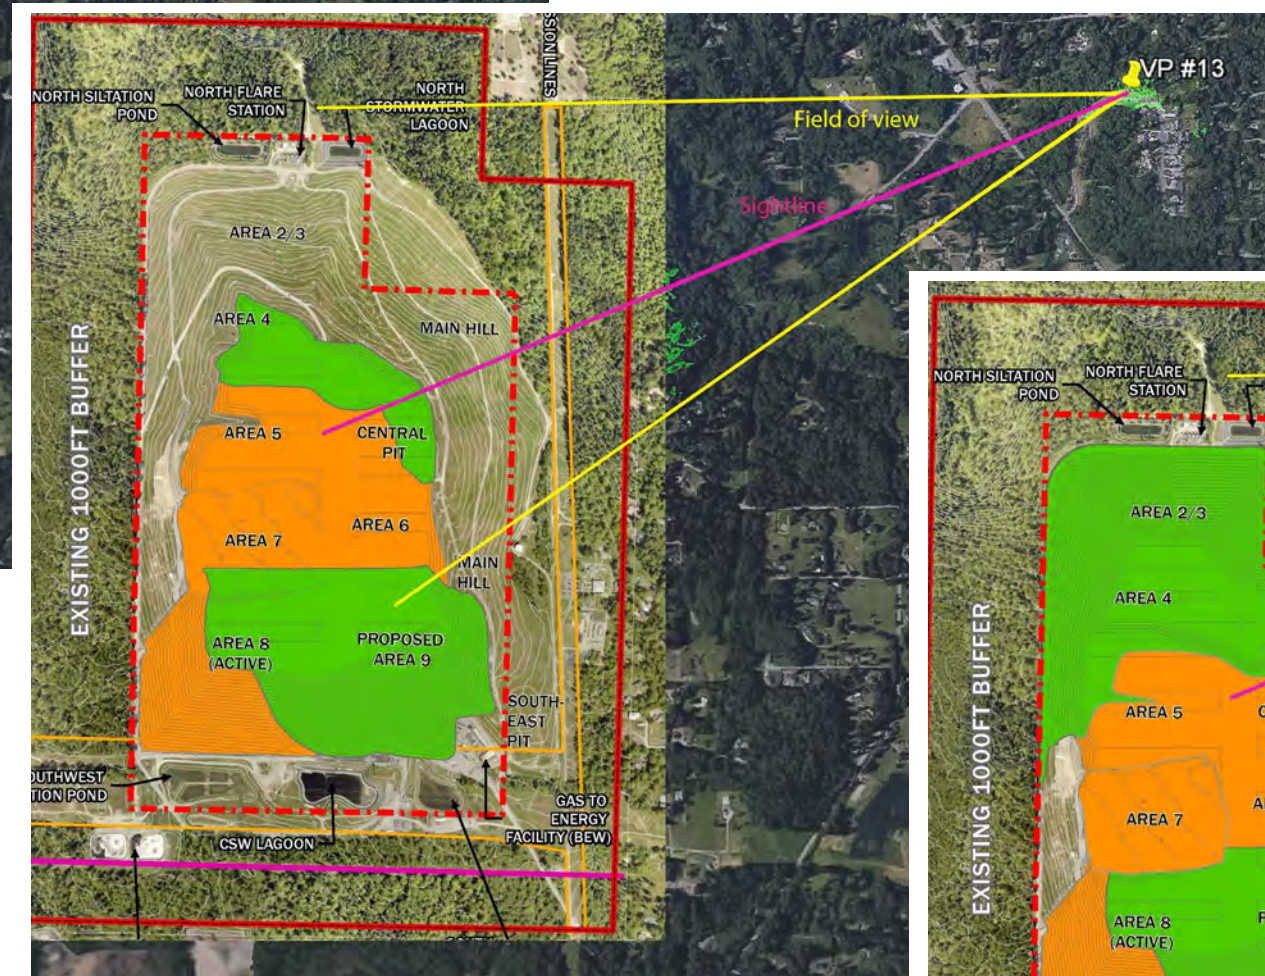 SSION LINES
NORTH SILTATION
POND
NORTH FLARE
STATION
NORTH
STORMWATER
LAGOON
VP #13
Field of view
Sightline
AREA 2/3
AREA 4
MAIN HILL
EXISTING 1000FT BUFFER
AREA 5
CENTRAL
PIT
AREA 7
AREA 6
MAIN
HILL
AREA 8
(ACTIVE)
PROPOSED
AREA 9
SOUTH-
EAST
PIT
OUTHWEST
TION POND
CSW LAGOON
GAS TO
ENERGY
FACILITY (BEW)
NORTH SILTATION
POND
NORTH FLARE
STATION
AREA 2/3
AREA 4
EXISTING 1000FT BUFFER
AREA 5
C
AREA 7
A
AREA 8
(ACTIVE)